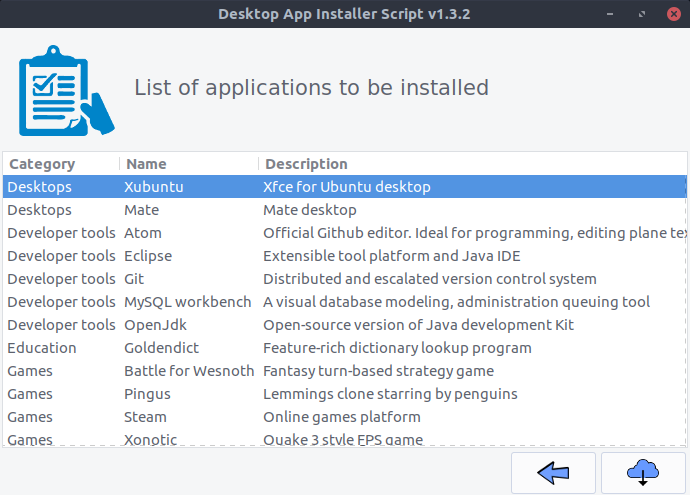 Desktop App Installer Script v1.3.2
List of applications to be installed
Category Name Description
Desktops Xubuntu Xfce for Ubuntu desktop
Desktops Mate Mate desktop
Developer tools Atom Official Github editor. Ideal for programming, editing plane te
Developer tools Eclipse Extensible tool platform and Java IDE
Developer tools Git Distributed and escalated version control system
Developer tools MySQL workbench A visual database modeling, administration queuing tool
Developer tools OpenJdk Open-source version of Java development Kit
Education Goldendict Feature-rich dictionary lookup program
Games Battle for Wesnoth Fantasy turn-based strategy game
Games Pingus Lemmings clone starring by penguins
Games Steam Online games platform
Games Xonotic Quake 3 style FPS game